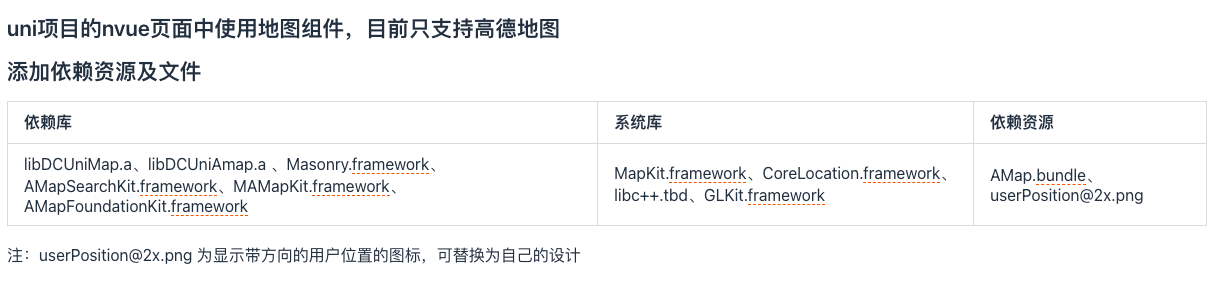 uni项目的nvue页面中使用地图组件，目前只支持高德地图
添加依赖资源及文件
依赖库
系统库
依赖资源
libDCUniMap.a、libDCUniAmap.a 、Masonry.framework、
AMapSearchKit.framework、MAMapKit.framework、
AMapFoundationKit.framework
MapKit.framework、CoreLocation.framework、
libc++.tbd、GLKit.framework
AMap.bundle、
userPosition@2x.png
注：userPosition@2x.png 为显示带方向的用户位置的图标，可替换为自己的设计